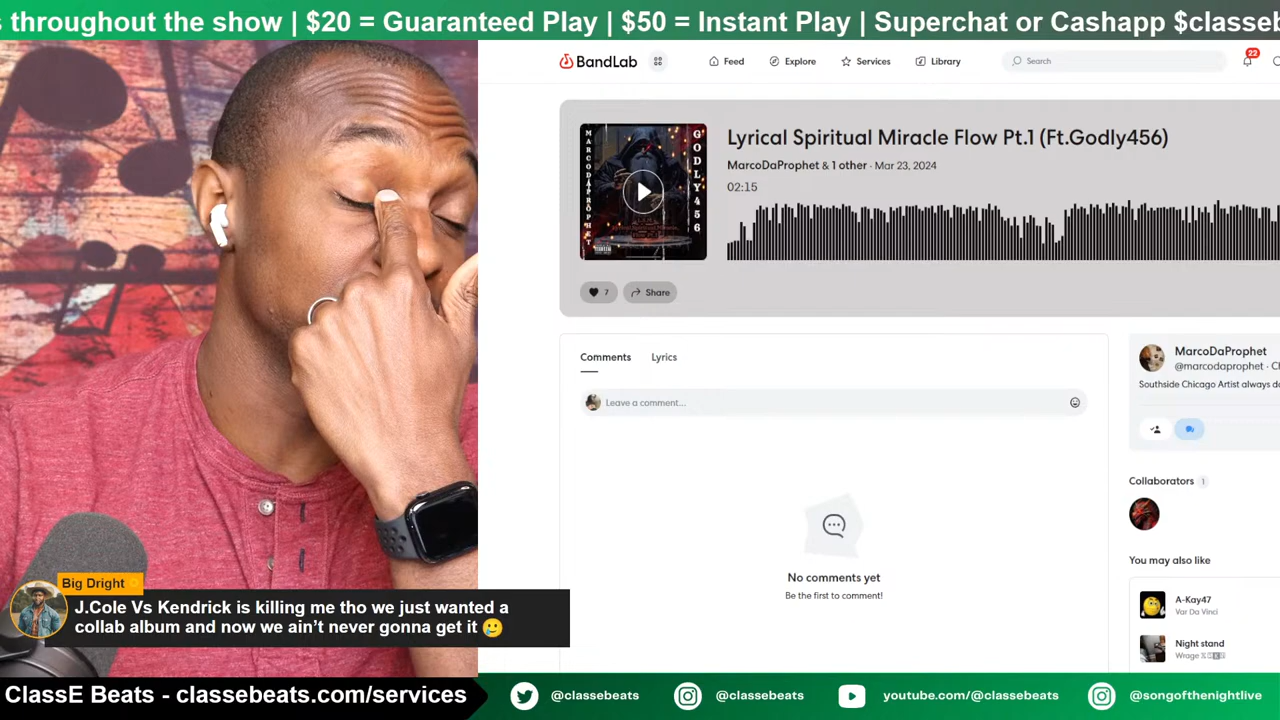 s throughout the show | $20 = Guaranteed Play | $50 = Instant Play | Superchat or Cashapp $classeb
BandLab
Feed
Explore
Services
Library
Search
22
MARCODAPROPHET
GODLY456
Lyrical Spiritual Miracle Flow Pt.1 (Ft.Godly456)
MarcoDaProphet & 1 other · Mar 23, 2024
02:15
7
Share
Comments
Lyrics
Leave a comment...
No comments yet
Be the first to comment!
MarcoDaProphet
@marcodaprophet · C
Southside Chicago Artist always d
Collaborators 1
You may also like
A-Kay47
Var Da Vinci
Night stand
Wrage
Big Dright
J.Cole Vs Kendrick is killing me tho we just wanted a
collab album and now we ain’t never gonna get it 🥲
ClassE Beats - classebeats.com/services
@classebeats
@classebeats
youtube.com/@classebeats
@songofthenightlive